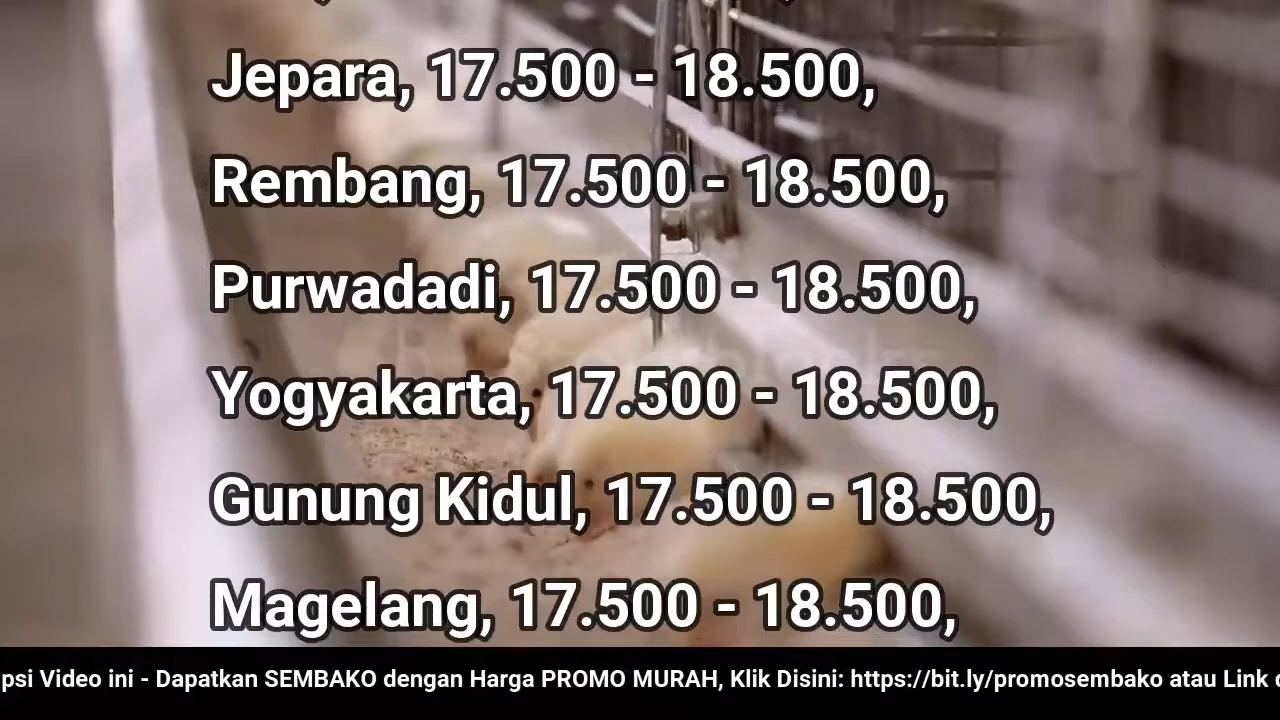 Jepara, 17.500 - 18.500,
Rembang, 17.500 - 18.500,
Purwadadi, 17.500 - 18.500,
Yogyakarta, 17.500 - 18.500,
Gunung Kidul, 17.500 - 18.500,
Magelang, 17.500 - 18.500,
psi Video ini - Dapatkan SEMBAKO dengan Harga PROMO MURAH, Klik Disini: https://bit.ly/promosembako atau Link